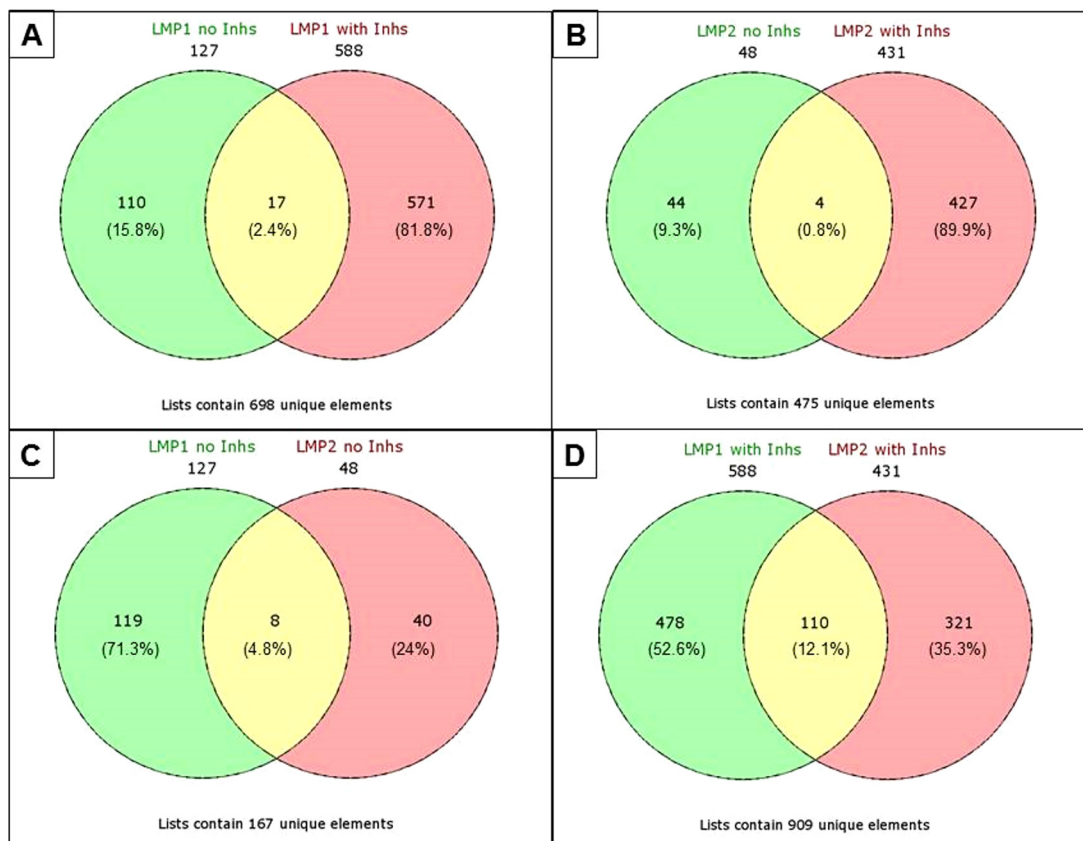 A
LMP1 no Inhs LMP1 with Inhs
127 588
110 17 571
(15.8%) (2.4%) (81.8%)
Lists contain 698 unique elements
B
LMP2 no Inhs LMP2 with Inhs
48 431
44 4 427
(9.3%) (0.8%) (89.9%)
Lists contain 475 unique elements
C
LMP1 no Inhs LMP2 no Inhs
127 48
119 8 40
(71.3%) (4.8%) (24%)
Lists contain 167 unique elements
D
LMP1 with Inhs LMP2 with Inhs
588 431
478 110 321
(52.6%) (12.1%) (35.3%)
Lists contain 909 unique elements